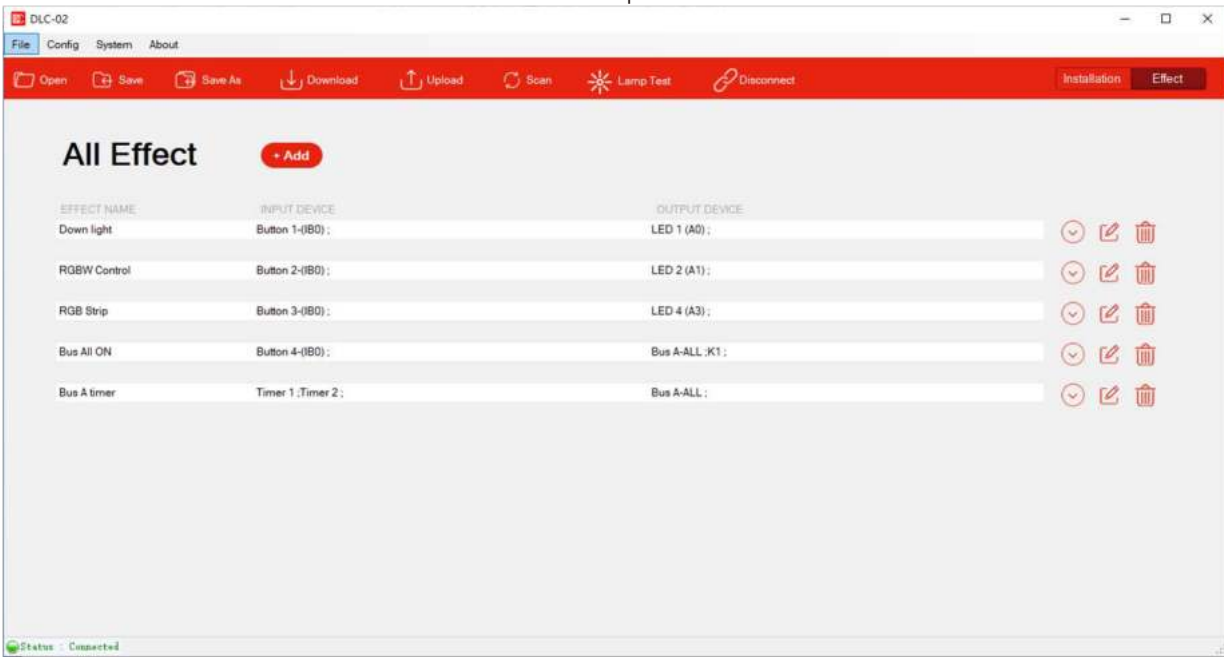 DLC-02
File Config System About
Open Save Save As Download Upload Scan Lamp Test Disconnect Installation Effect
All Effect + Add
EFFECT NAME INPUT DEVICE OUTPUT DEVICE
Down light Button 1-(IB0) ; LED 1 (A0) ;
RGBW Control Button 2-(IB0) ; LED 2 (A1) ;
RGB Strip Button 3-(IB0) ; LED 4 (A3) ;
Bus All ON Button 4-(IB0) ; Bus A-ALL ;K1 ;
Bus A timer Timer 1 ;Timer 2 ; Bus A-ALL ;
Status : Connected